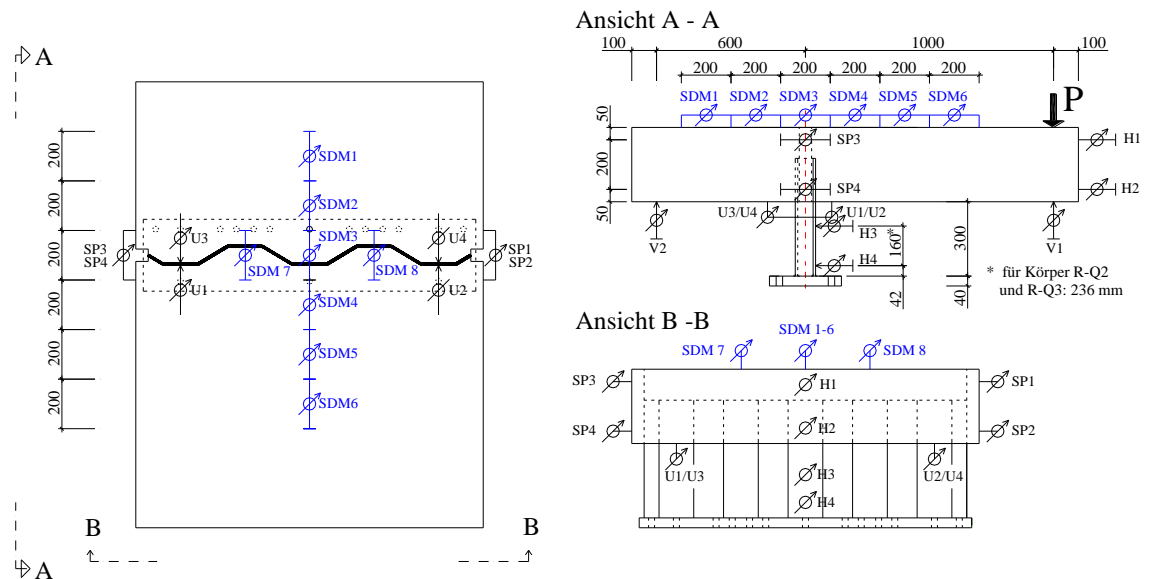 A
200
200
200
200
200
200
SDM1
SDM2
U3
U4
SP3
SP4
SDM3
SP1
SP2
SDM 7
SDM 8
U1
U2
SDM4
SDM5
SDM6
B
B
A
Ansicht A - A
100
600
1000
100
200
200
200
200
200
200
SDM1
SDM2
SDM3
SDM4
SDM5
SDM6
P
50
200
50
SP3
H1
SP4
H2
U3/U4
U1/U2
V2
H3
V1
160*
300
H4
42
40
* für Körper R-Q2
und R-Q3: 236 mm
Ansicht B -B
SDM 1-6
SDM 7
SDM 8
SP3
H1
SP1
SP4
H2
SP2
U1/U3
U2/U4
H3
H4